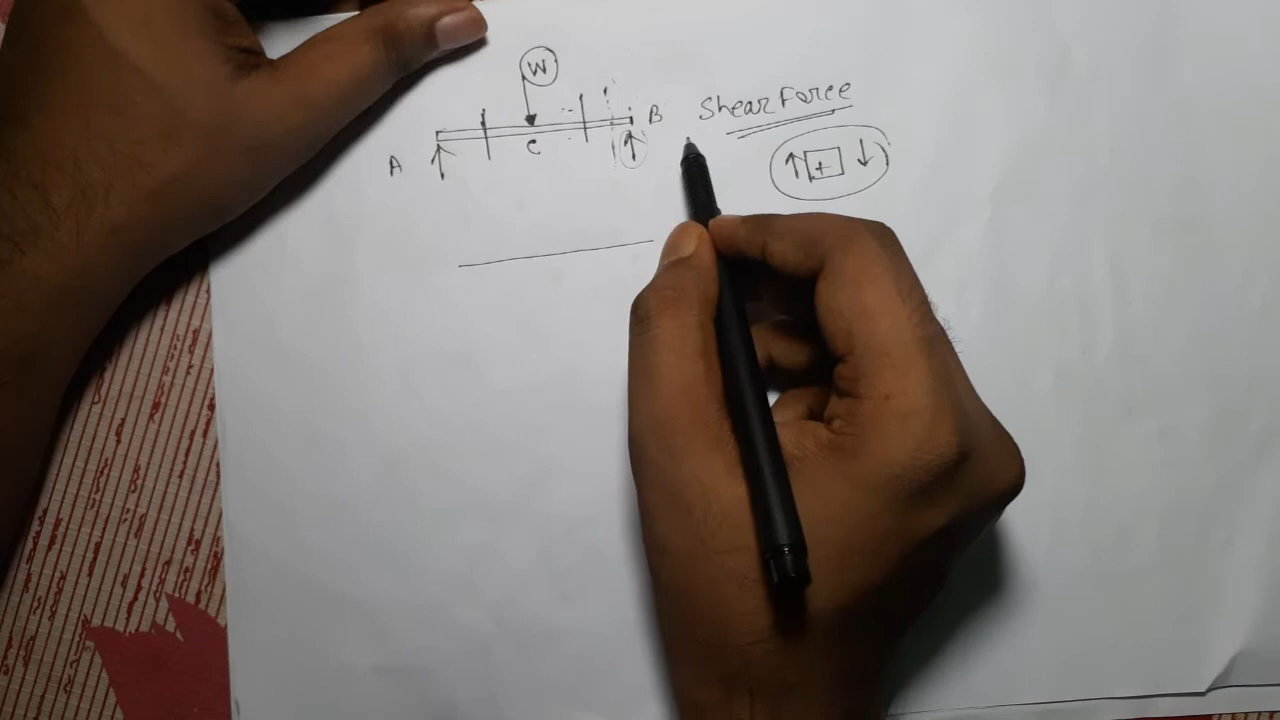 W
A
C
B
Shear Force
↑ + ↓